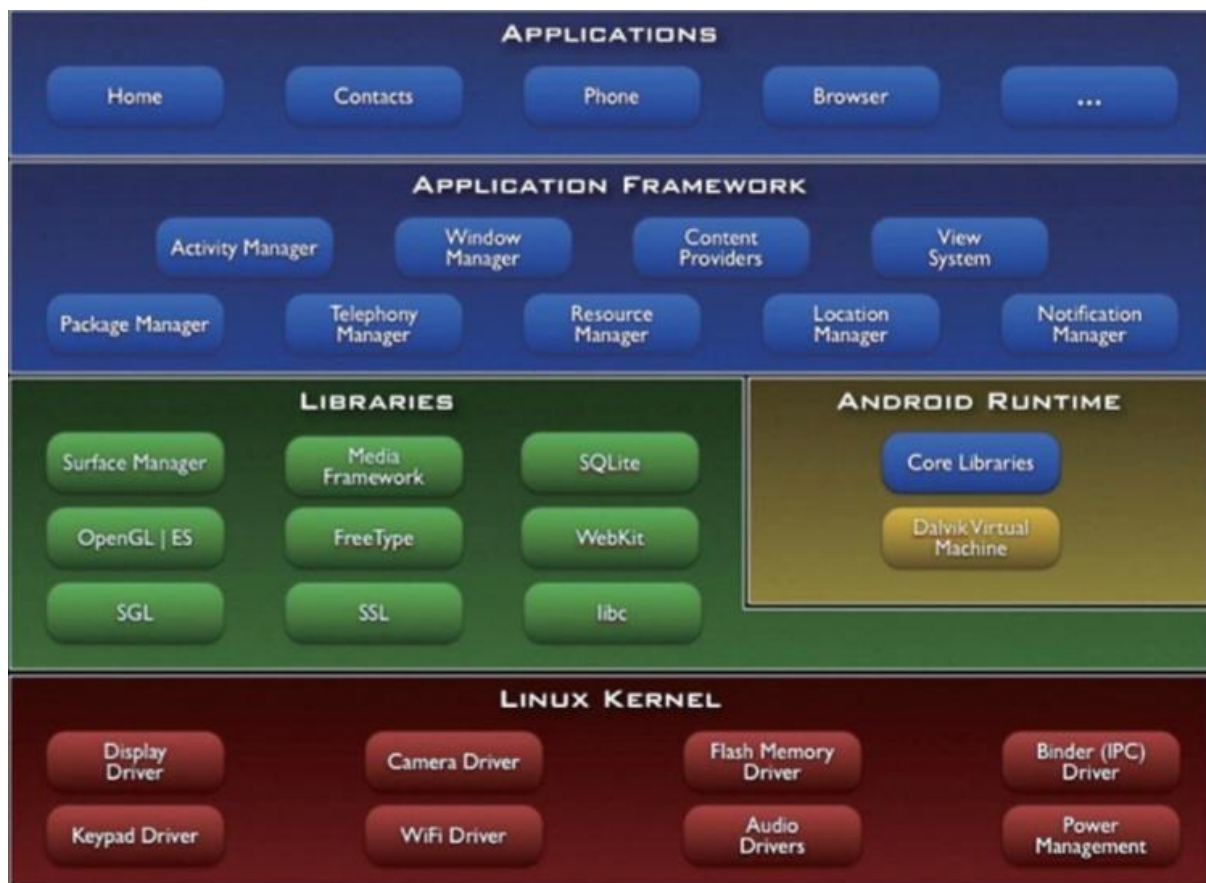 APPLICATIONS
Home
Contacts
Phone
Browser
...
APPLICATION FRAMEWORK
Activity Manager
Window
Manager
Content
Providers
View
System
Package Manager
Telephony
Manager
Resource
Manager
Location
Manager
Notification
Manager
LIBRARIES
Surface Manager
Media
Framework
SQLite
OpenGL | ES
FreeType
WebKit
SGL
SSL
libc
ANDROID RUNTIME
Core Libraries
Dalvik Virtual
Machine
LINUX KERNEL
Display
Driver
Camera Driver
Flash Memory
Driver
Binder (IPC)
Driver
Keypad Driver
WiFi Driver
Audio
Drivers
Power
Management